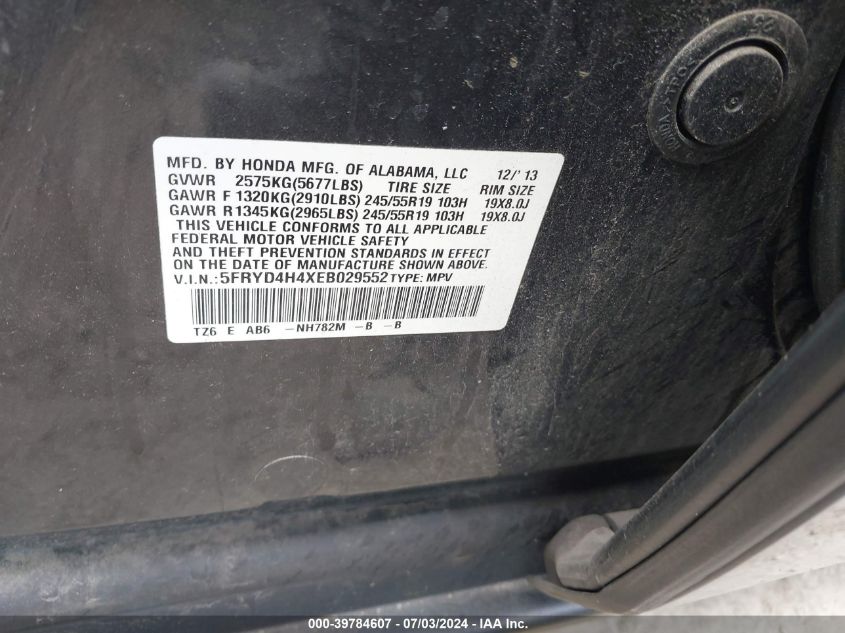 MFD. BY HONDA MFG. OF ALABAMA, LLC 12/'13
GVWR 2575KG(5677LBS) TIRE SIZE RIM SIZE
GAWR F 1320KG(2910LBS) 245/55R19 103H 19X8.0J
GAWR R1345KG(2965LBS) 245/55R19 103H 19X8.0J
THIS VEHICLE CONFORMS TO ALL APPLICABLE
FEDERAL MOTOR VEHICLE SAFETY
AND THEFT PREVENTION STANDARDS IN EFFECT
ON THE DATE OF MANUFACTURE SHOWN ABOVE.
V.I.N.: 5FRYD4H4XEB029552 TYPE: MPV
TZ6 E AB6 -NH782M -B -B
000-39784607 / 07/03/2024 - IAA Inc.